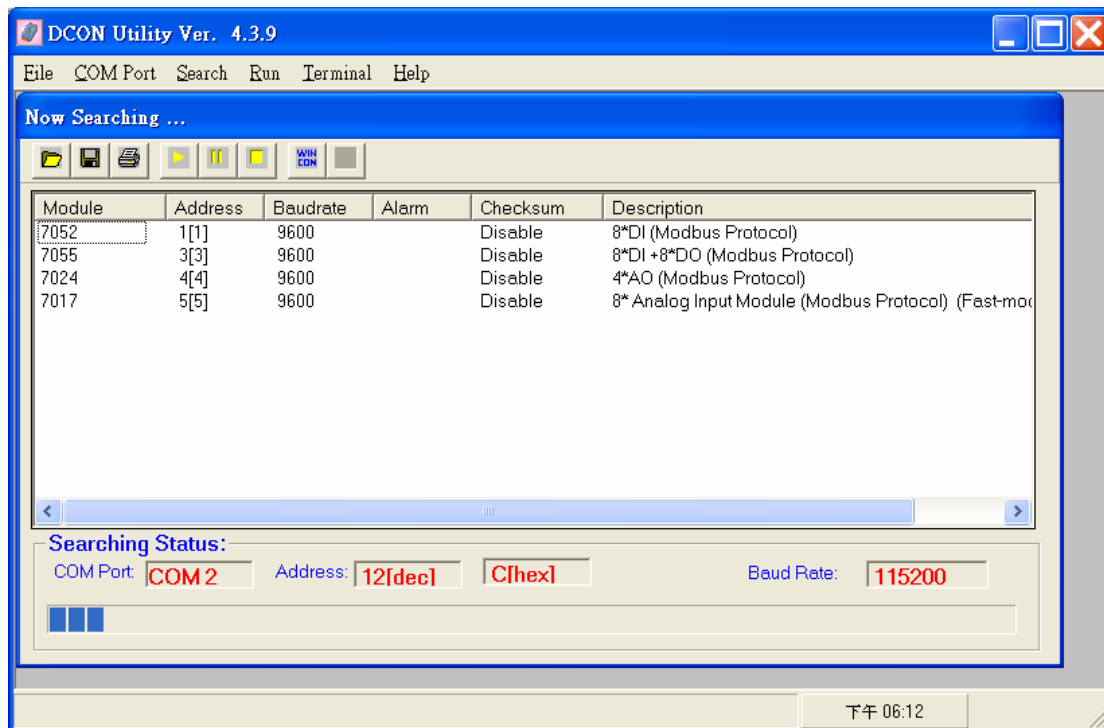 DCON Utility Ver. 4.3.9
File COM Port Search Run Terminal Help
Now Searching ...
WIN CON
Module Address Baudrate Alarm Checksum Description
7052 1[1] 9600 Disable 8*DI (Modbus Protocol)
7055 3[3] 9600 Disable 8*DI +8*DO (Modbus Protocol)
7024 4[4] 9600 Disable 4*AO (Modbus Protocol)
7017 5[5] 9600 Disable 8* Analog Input Module (Modbus Protocol) (Fast-mod
Searching Status:
COM Port: COM 2 Address: 12[dec] C[hex] Baud Rate: 115200
下午 06:12